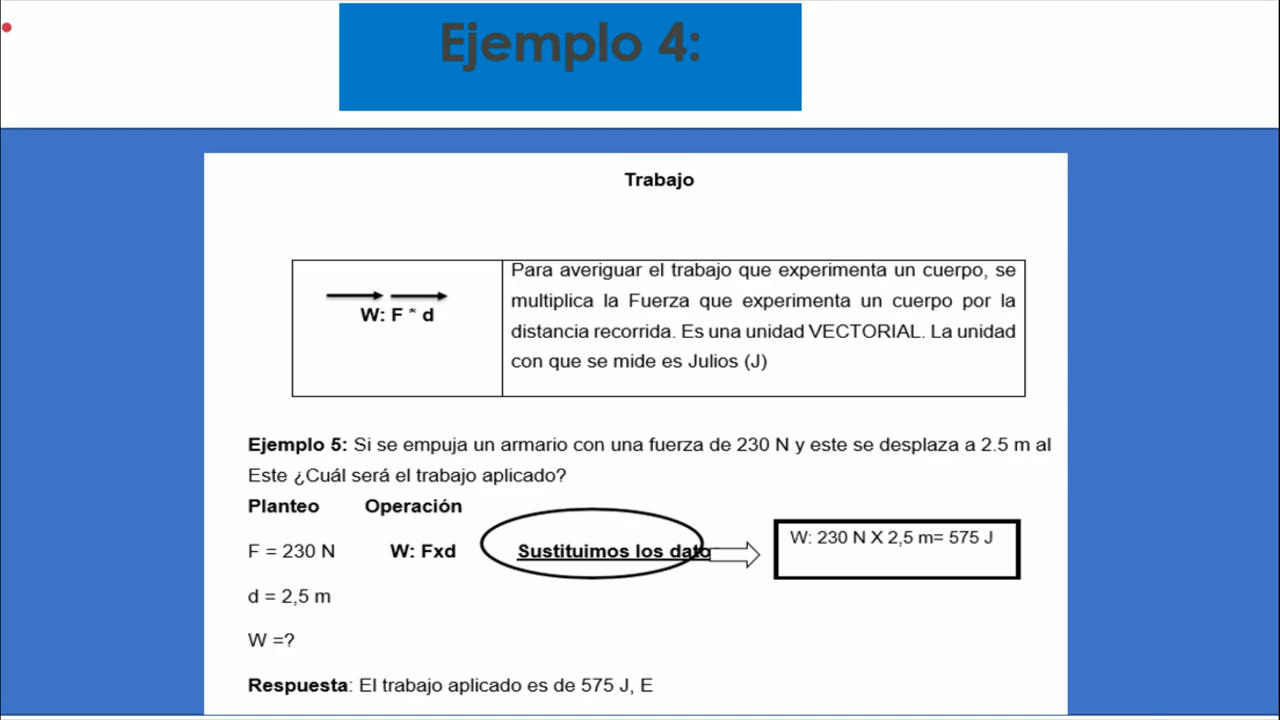 Ejemplo 4:
Trabajo
W: F * d
Para averiguar el trabajo que experimenta un cuerpo, se
multiplica la Fuerza que experimenta un cuerpo por la
distancia recorrida. Es una unidad VECTORIAL. La unidad
con que se mide es Julios (J)
Ejemplo 5: Si se empuja un armario con una fuerza de 230 N y este se desplaza a 2.5 m al
Este ¿Cuál será el trabajo aplicado?
Planteo Operación
F = 230 N W: Fxd Sustituimos los dato W: 230 N X 2,5 m= 575 J
d = 2,5 m
W =?
Respuesta: El trabajo aplicado es de 575 J, E